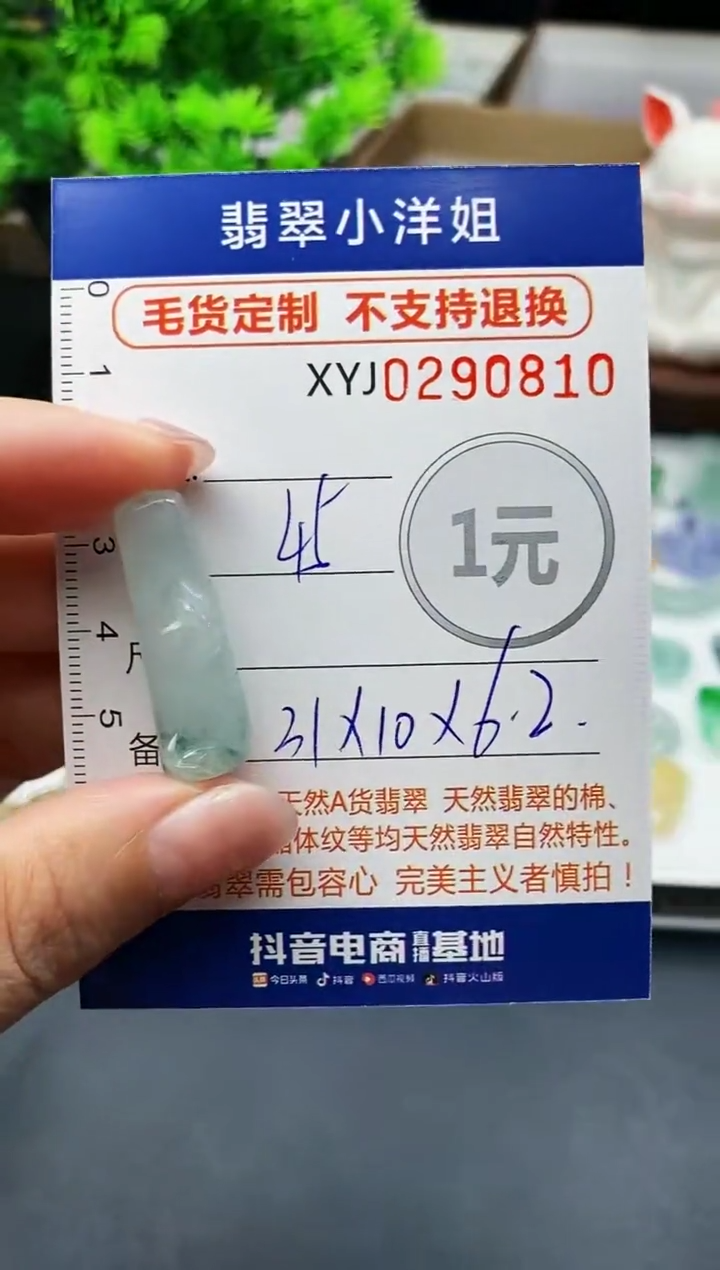 翡翠小洋姐
毛货定制 不支持退换
XYJ0290810
0
1
45
1元
3
4
5
备
31X10X6.2.
天然A货翡翠 天然翡翠的棉、
体纹等均天然翡翠自然特性。
翡翠需包容心 完美主义者慎拍！
抖音电商直播基地
今日头条 抖音 西瓜视频 抖音火山版